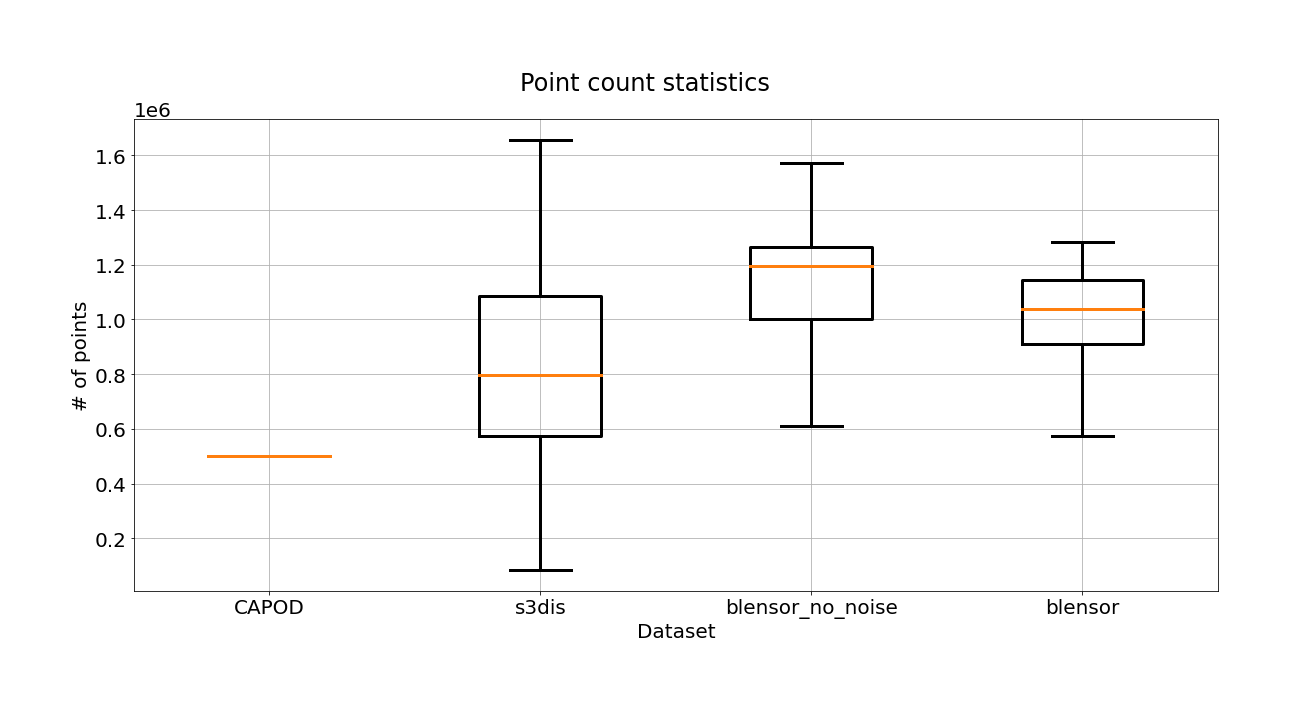 Point count statistics
1e6
1.6
1.4
1.2
1.0
0.8
0.6
0.4
0.2
# of points
CAPOD
s3dis
blensor_no_noise
blensor
Dataset